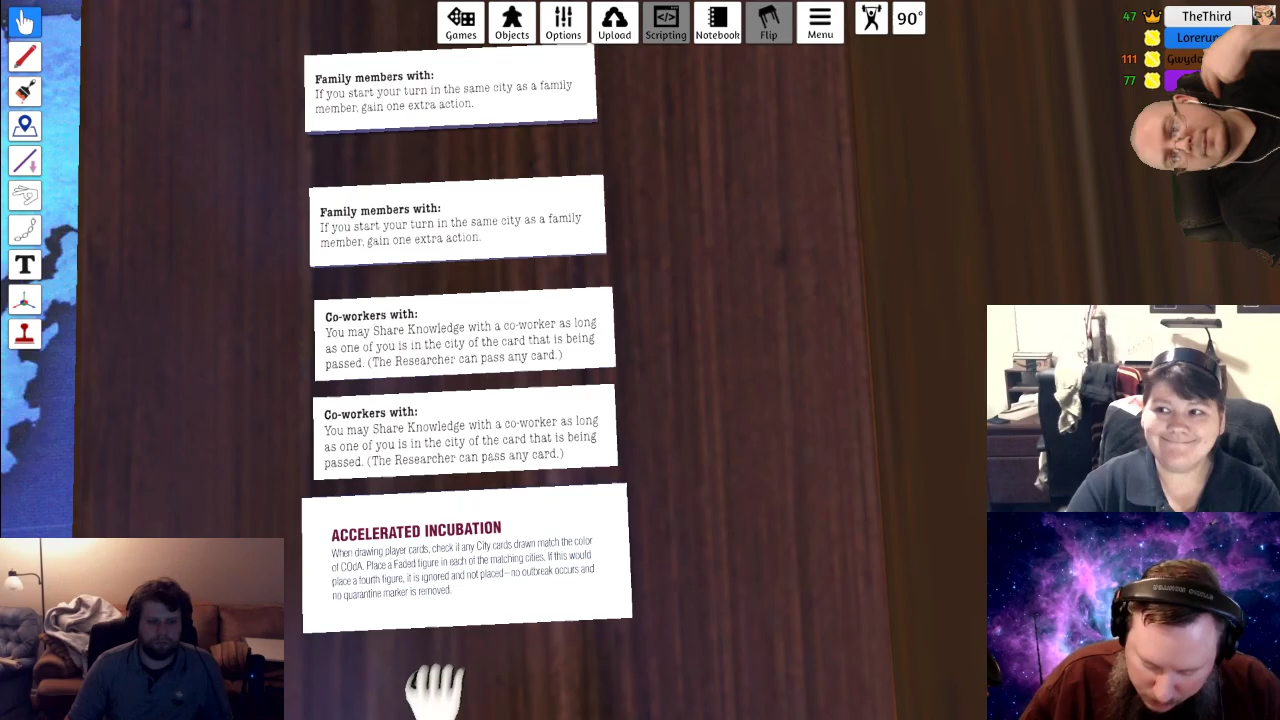 Games
Objects
Options
Upload
Scripting
Notebook
Flip
Menu
90°
47
TheThird
111
77
T
Family members with:
If you start your turn in the same city as a family
member, gain one extra action.
Family members with:
If you start your turn in the same city as a family
member, gain one extra action.
Co-workers with:
You may Share Knowledge with a co-worker as long
as one of you is in the city of the card that is being
passed. (The Researcher can pass any card.)
Co-workers with:
You may Share Knowledge with a co-worker as long
as one of you is in the city of the card that is being
passed. (The Researcher can pass any card.)
ACCELERATED INCUBATION
When drawing player cards, check if any City cards drawn match the color
of COdA. Place a Faded figure in each of the matching cities. If this would
place a fourth figure, it is ignored and not placed–no outbreak occurs and
no quarantine marker is removed.